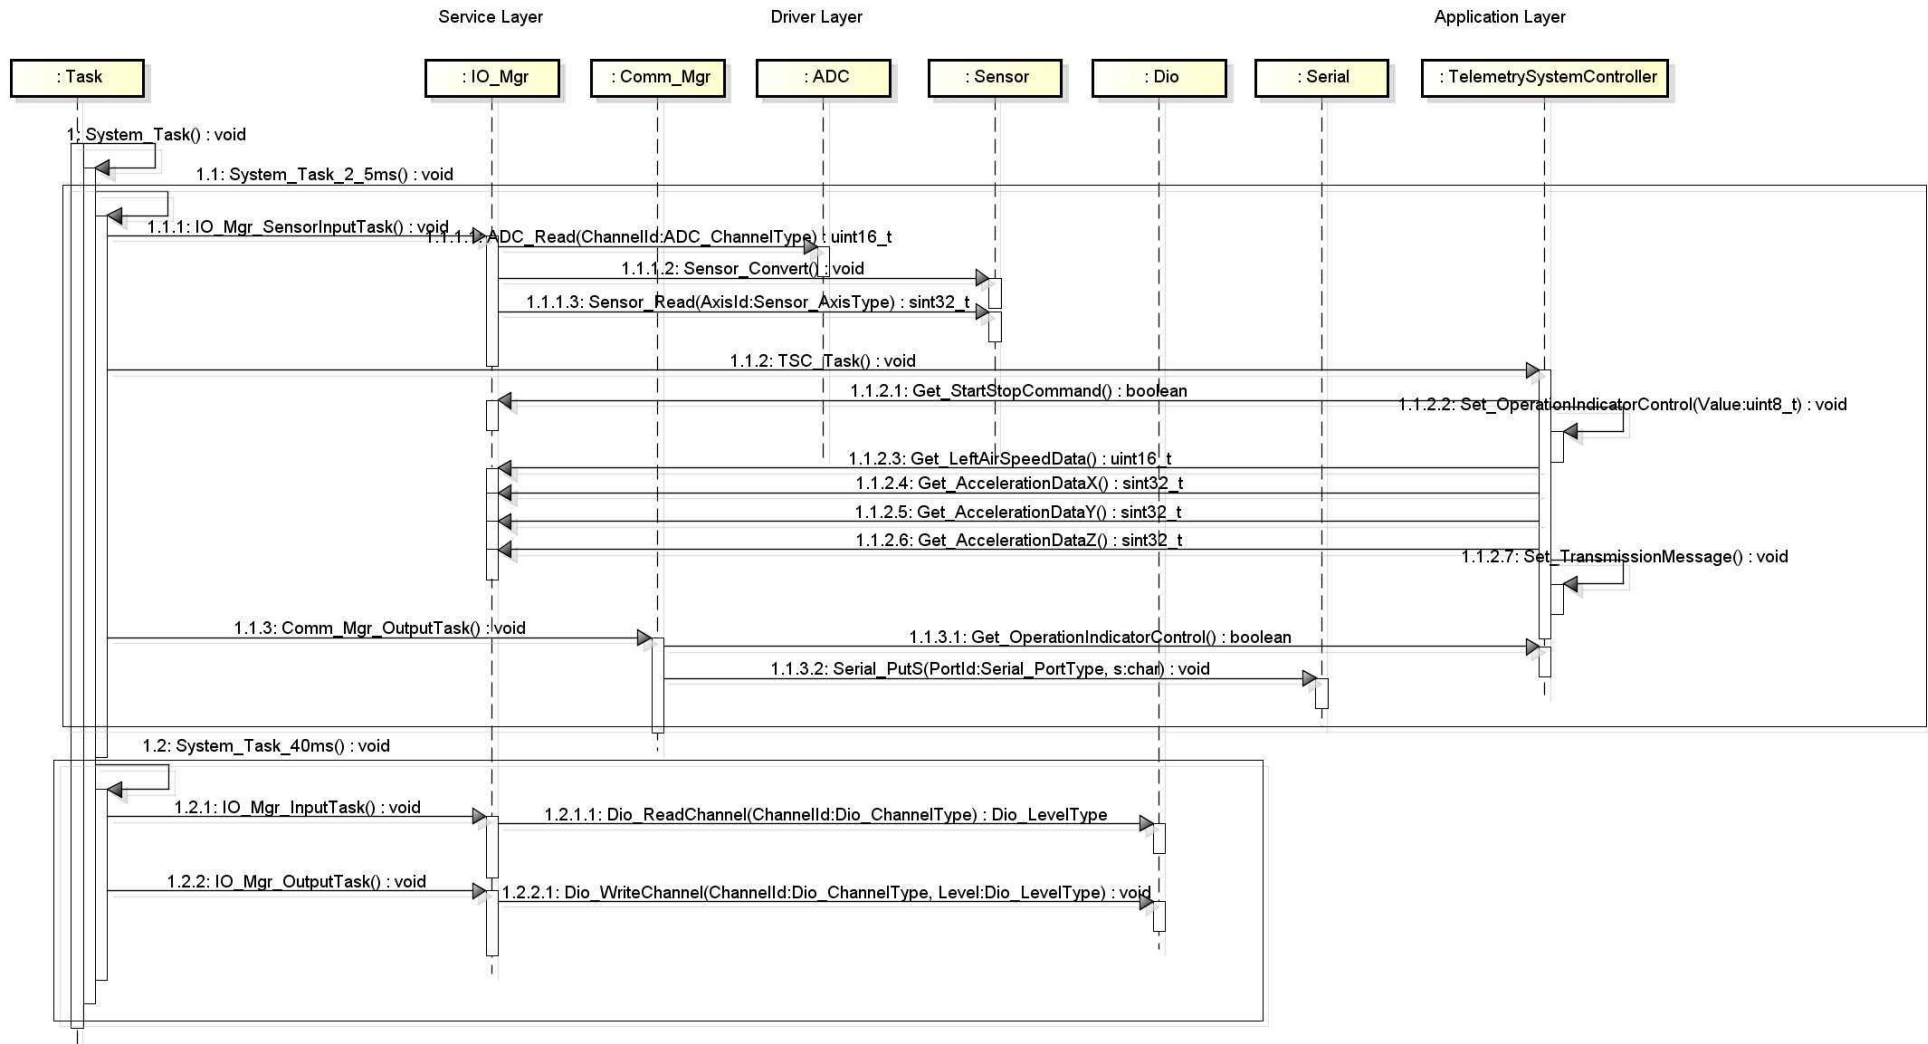 Service Layer
Driver Layer
Application Layer
: Task
: IO_Mgr
: Comm_Mgr
: ADC
: Sensor
: Dio
: Serial
: TelemetrySystemController
1: System_Task() : void
1.1: System_Task_2_5ms() : void
1.1.1: IO_Mgr_SensorInputTask() : void
1.1.1.1: ADC_Read(ChannelId:ADC_ChannelType) : uint16_t
1.1.1.2: Sensor_Convert() : void
1.1.1.3: Sensor_Read(AxisId:Sensor_AxisType) : sint32_t
1.1.2: TSC_Task() : void
1.1.2.1: Get_StartStopCommand() : boolean
1.1.2.2: Set_OperationIndicatorControl(Value:uint8_t) : void
1.1.2.3: Get_LeftAirSpeedData() : uint16_t
1.1.2.4: Get_AccelerationDataX() : sint32_t
1.1.2.5: Get_AccelerationDataY() : sint32_t
1.1.2.6: Get_AccelerationDataZ() : sint32_t
1.1.2.7: Set_TransmissionMessage() : void
1.1.3: Comm_Mgr_OutputTask() : void
1.1.3.1: Get_OperationIndicatorControl() : boolean
1.1.3.2: Serial_PutS(PortId:Serial_PortType, s:char) : void
1.2: System_Task_40ms() : void
1.2.1: IO_Mgr_InputTask() : void
1.2.1.1: Dio_ReadChannel(ChannelId:Dio_ChannelType) : Dio_LevelType
1.2.2: IO_Mgr_OutputTask() : void
1.2.2.1: Dio_WriteChannel(ChannelId:Dio_ChannelType, Level:Dio_LevelType) : void